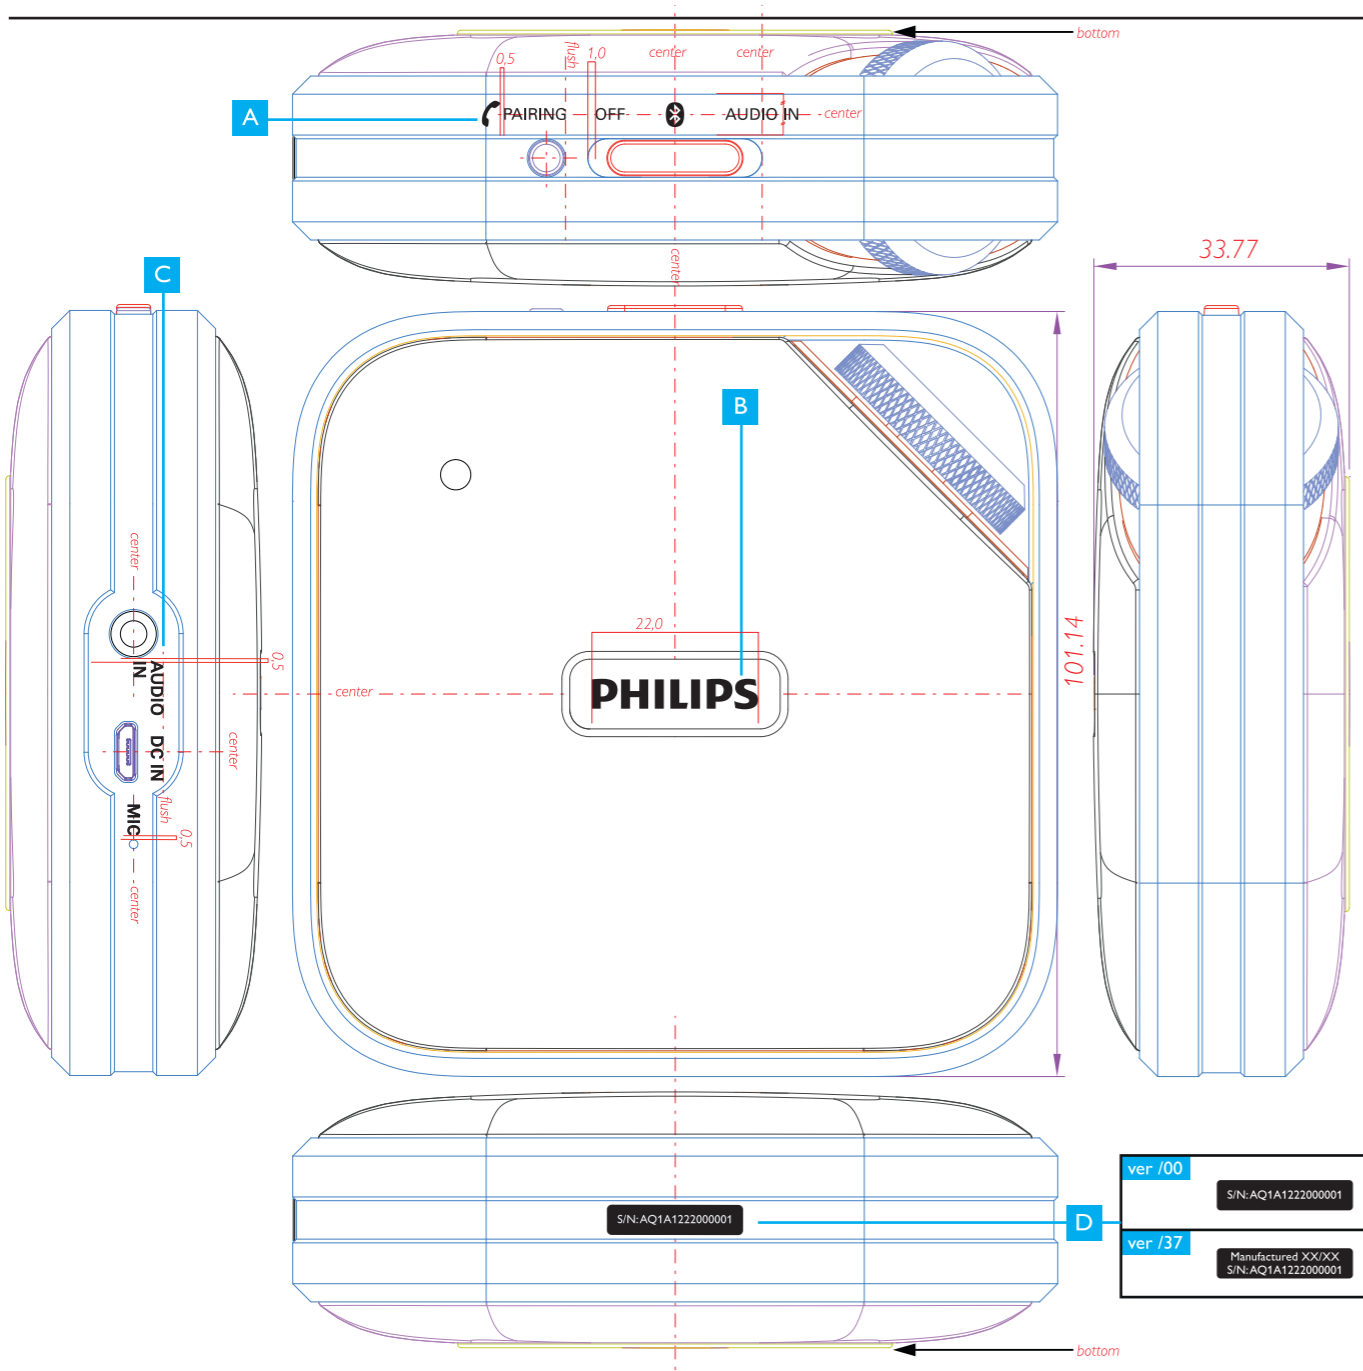 bottom
0,5
flush
1,0
center
center
A
PAIRING
OFF
AUDIO IN
center
center
C
33.77
B
center
22,0
101.14
AUDIO
IN
0,5
PHILIPS
center
DC IN
center
flush
MIC
0,5
center
ver /00
S/N:AQ1A1222000001
S/N:AQ1A1222000001
D
ver /37
Manufactured XX/XX
S/N:AQ1A1222000001
bottom